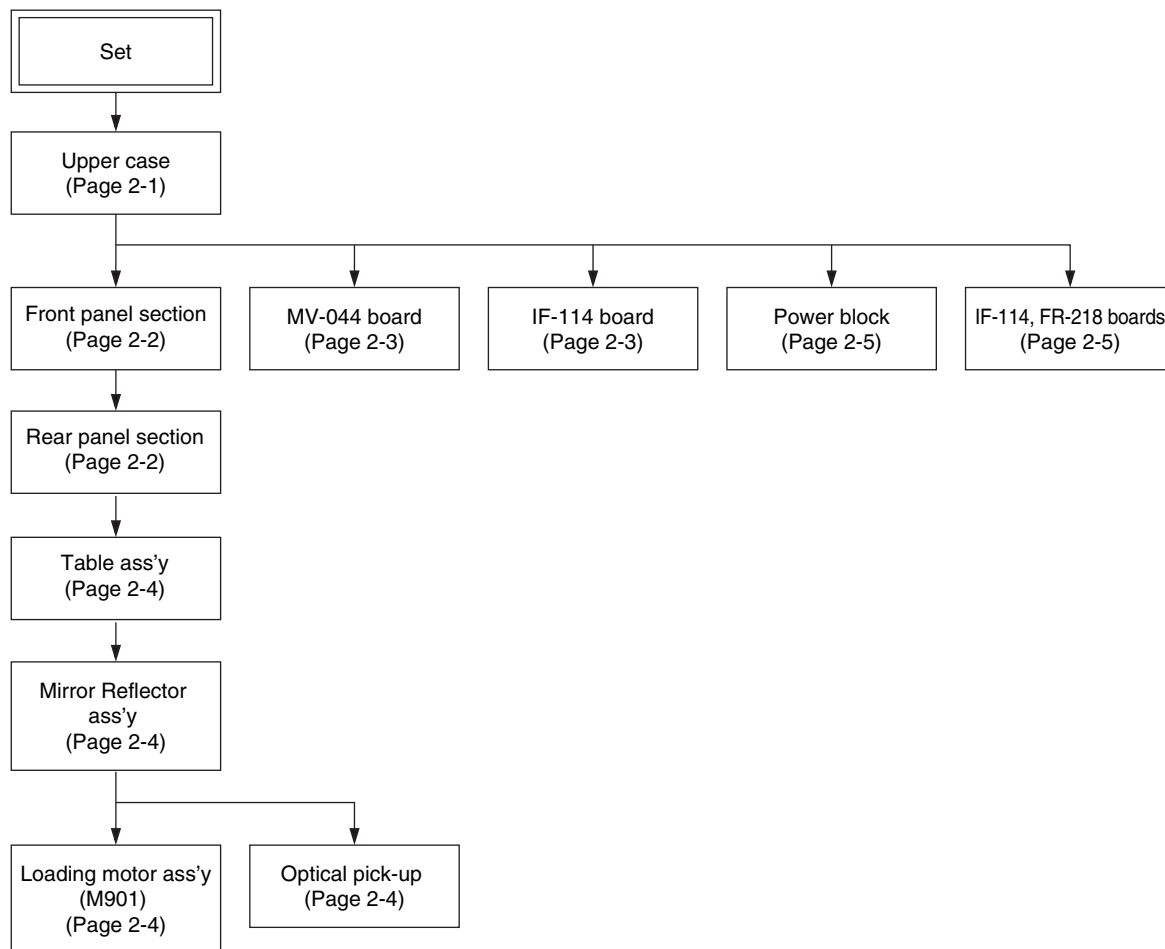 Set
Upper case
(Page 2-1)
Front panel section
(Page 2-2)
MV-044 board
(Page 2-3)
IF-114 board
(Page 2-3)
Power block
(Page 2-5)
IF-114, FR-218 boards
(Page 2-5)
Rear panel section
(Page 2-2)
Table ass'y
(Page 2-4)
Mirror Reflector
ass'y
(Page 2-4)
Loading motor ass'y
(M901)
(Page 2-4)
Optical pick-up
(Page 2-4)